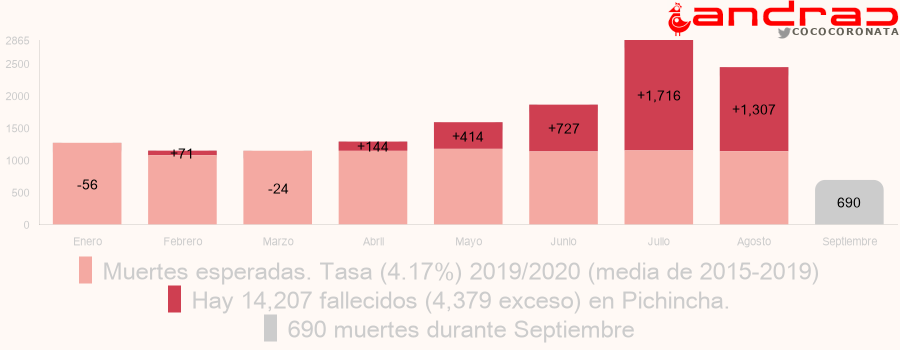 andrab
COCOCORONATA
2865
2500
2000
1500
1000
500
0
-56
+71
-24
+144
+414
+727
+1,716
+1,307
690
Enero Febrero Marzo Abril Mayo Junio Julio Agosto Septiembre
Muertes esperadas. Tasa (4.17%) 2019/2020 (media de 2015-2019)
Hay 14,207 fallecidos (4,379 exceso) en Pichincha.
690 muertes durante Septiembre